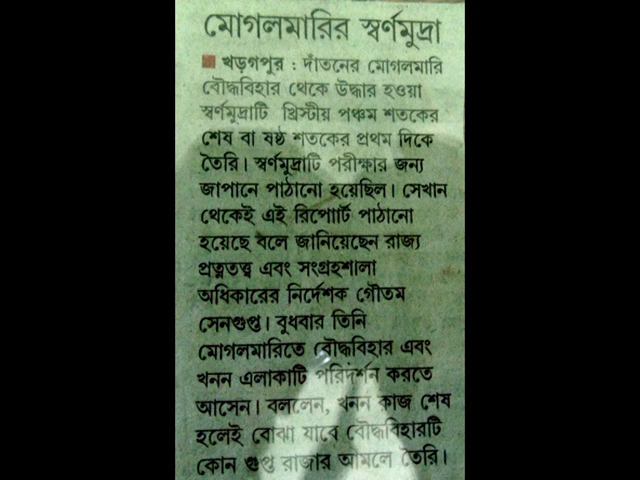 মোগলমারির স্বর্ণমুদ্রা
খড়গপুর : দাঁতনের মোগলমারি
বৌদ্ধবিহার থেকে উদ্ধার হওয়া
স্বর্ণমুদ্রাটি খ্রিস্টীয় পঞ্চম শতকের
শেষ বা ষষ্ঠ শতকের প্রথম দিকে
তৈরি। স্বর্ণমুদ্রাটি পরীক্ষার জন্য
জাপানে পাঠানো হয়েছিল। সেখান
থেকেই এই রিপোর্ট পাঠানো
হয়েছে বলে জানিয়েছেন রাজ্য
প্রত্নতত্ত্ব এবং সংগ্রহশালা
অধিকারের নির্দেশক গৌতম
সেনগুপ্ত। বুধবার তিনি
মোগলমারিতে বৌদ্ধবিহার এবং
খনন এলাকাটি পরিদর্শন করতে
আসেন। বললেন, খনন কাজ শেষ
হলেই বোঝা যাবে বৌদ্ধবিহারটি
কোন গুপ্ত রাজার আমলে তৈরি।